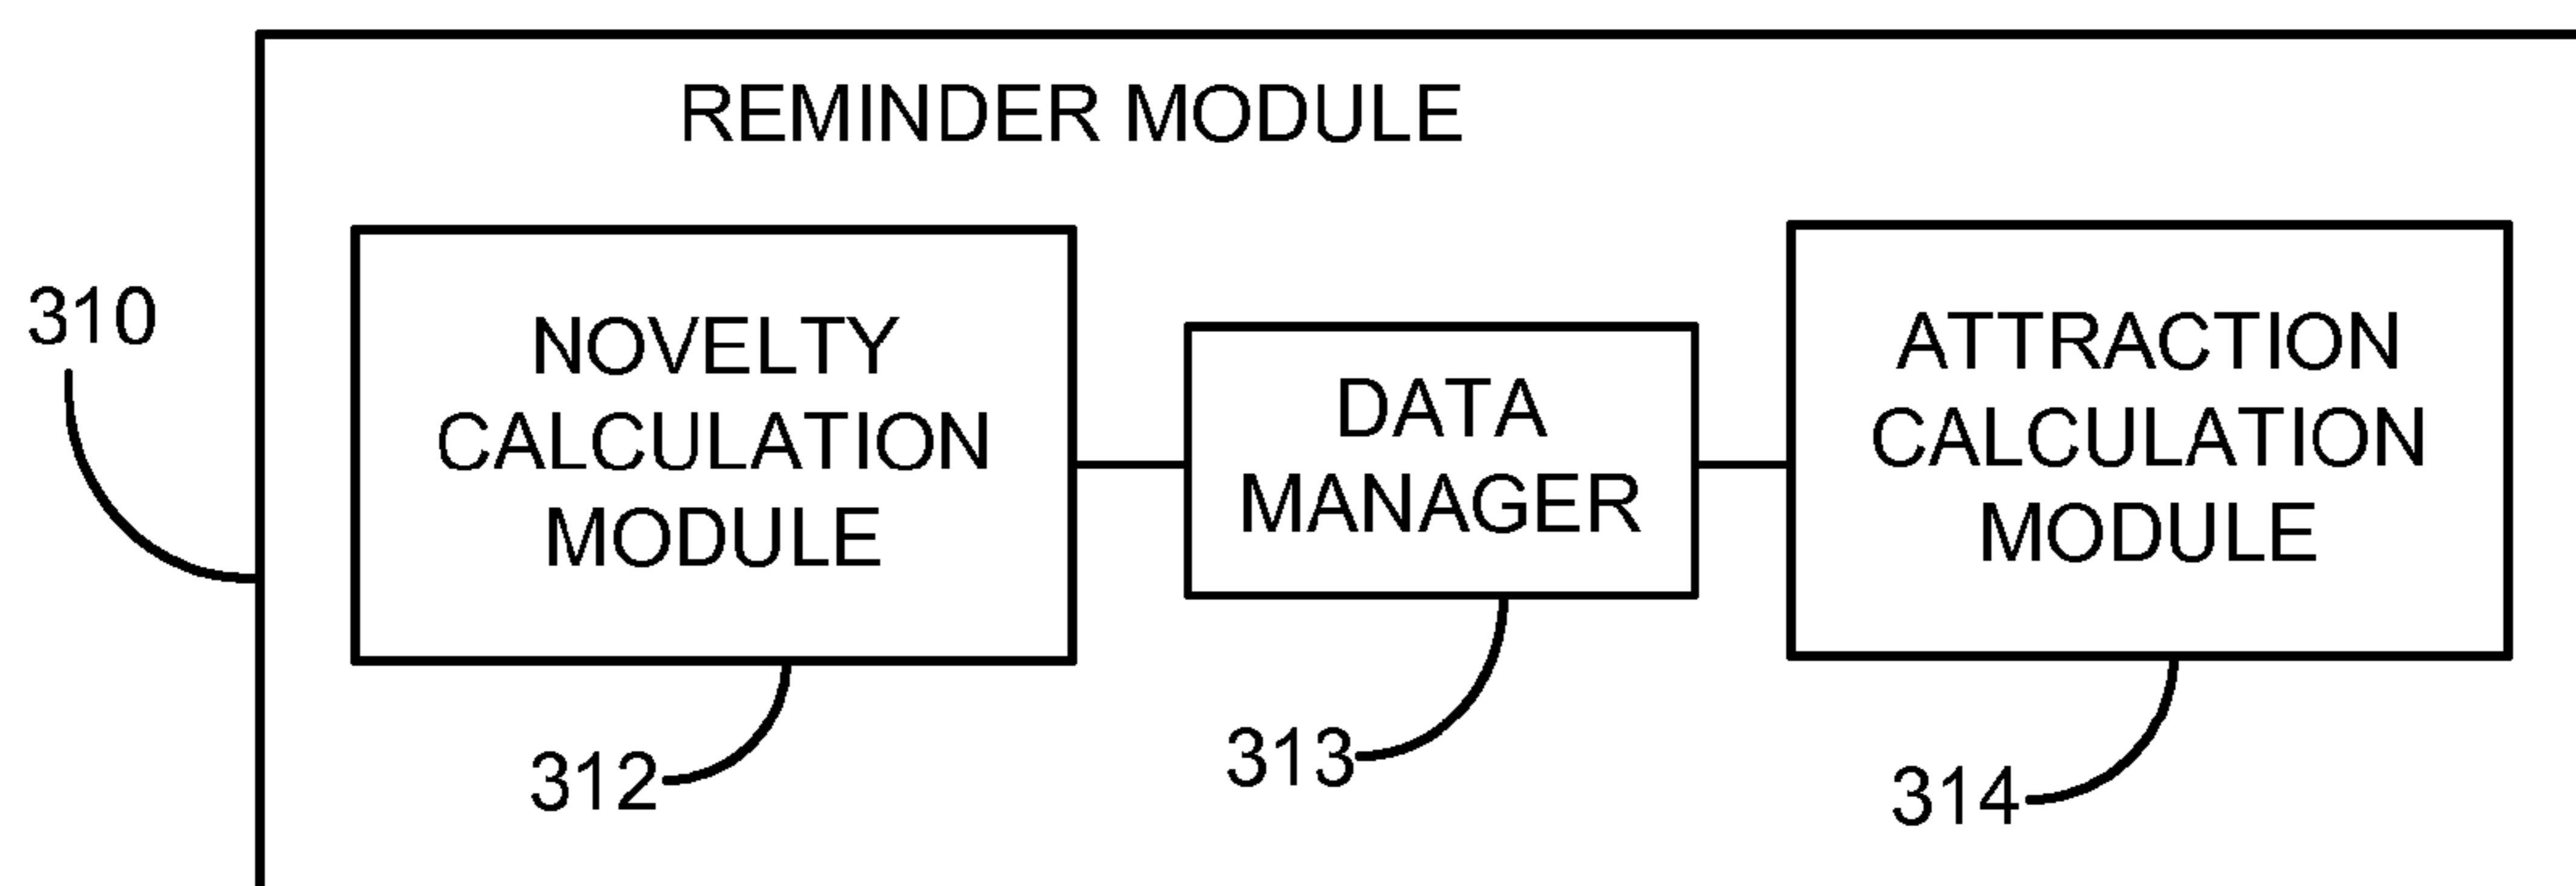 REMINDER MODULE
310
NOVELTY
CALCULATION
MODULE
312
DATA
MANAGER
313
ATTRACTION
CALCULATION
MODULE
314